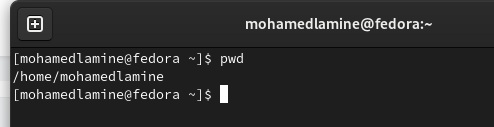 mohamedlamine@fedora:~
[mohamedlamine@fedora ~]$ pwd
/home/mohamedlamine
[mohamedlamine@fedora ~]$